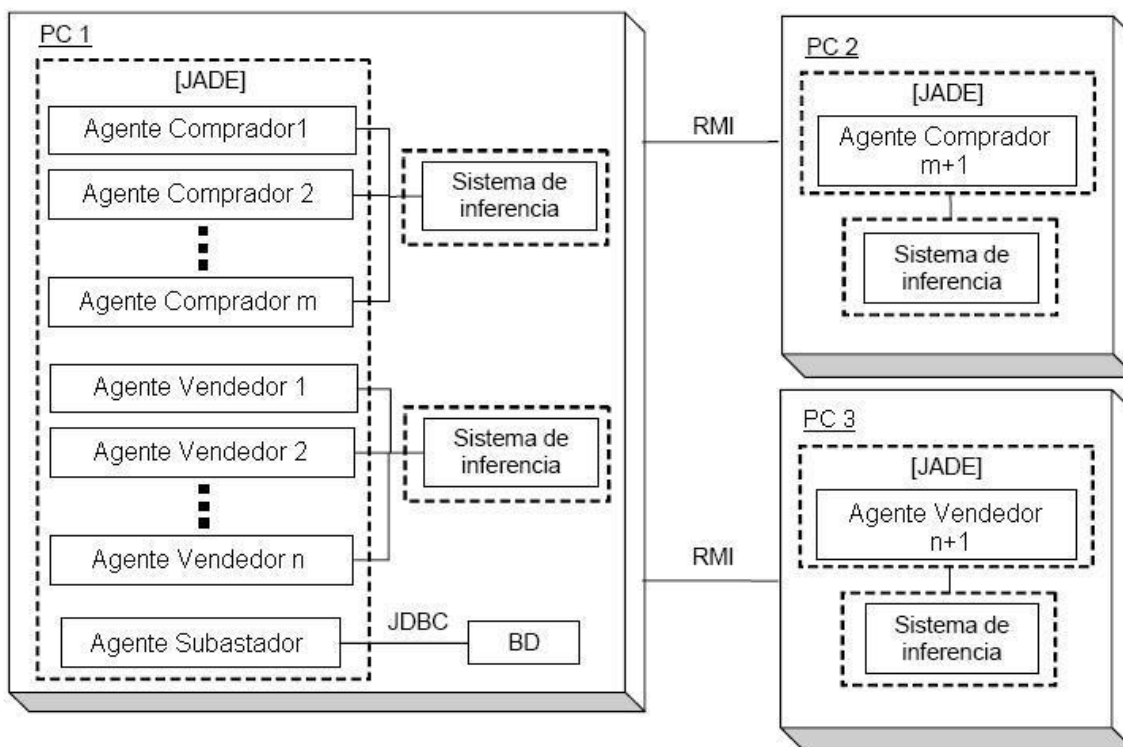 PC 1
[JADE]
Agente Comprador1
Agente Comprador 2
Agente Comprador m
Sistema de
inferencia
Agente Vendedor 1
Agente Vendedor 2
Agente Vendedor n
Sistema de
inferencia
Agente Subastador
JDBC
BD
RMI
RMI
PC 2
[JADE]
Agente Comprador
m+1
Sistema de
inferencia
PC 3
[JADE]
Agente Vendedor
n+1
Sistema de
inferencia